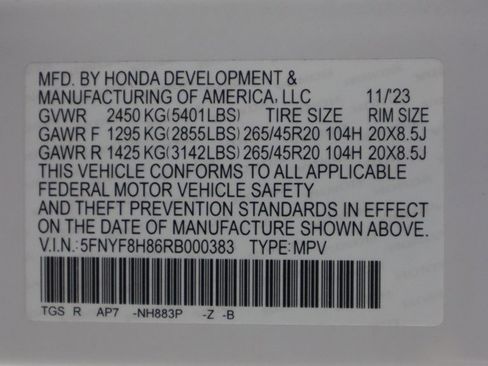 MFD. BY HONDA DEVELOPMENT &
MANUFACTURING OF AMERICA, LLC 11/'23
GVWR 2450 KG(5401LBS) TIRE SIZE RIM SIZE
GAWR F 1295 KG(2855LBS) 265/45R20 104H 20X8.5J
GAWR R 1425 KG(3142LBS) 265/45R20 104H 20X8.5J
THIS VEHICLE CONFORMS TO ALL APPLICABLE
FEDERAL MOTOR VEHICLE SAFETY
AND THEFT PREVENTION STANDARDS IN EFFECT
ON THE DATE OF MANUFACTURE SHOWN ABOVE.
V.I.N.:5FNYF8H86RB000383 TYPE:MPV
TGS R AP7 -NH883P -Z -B